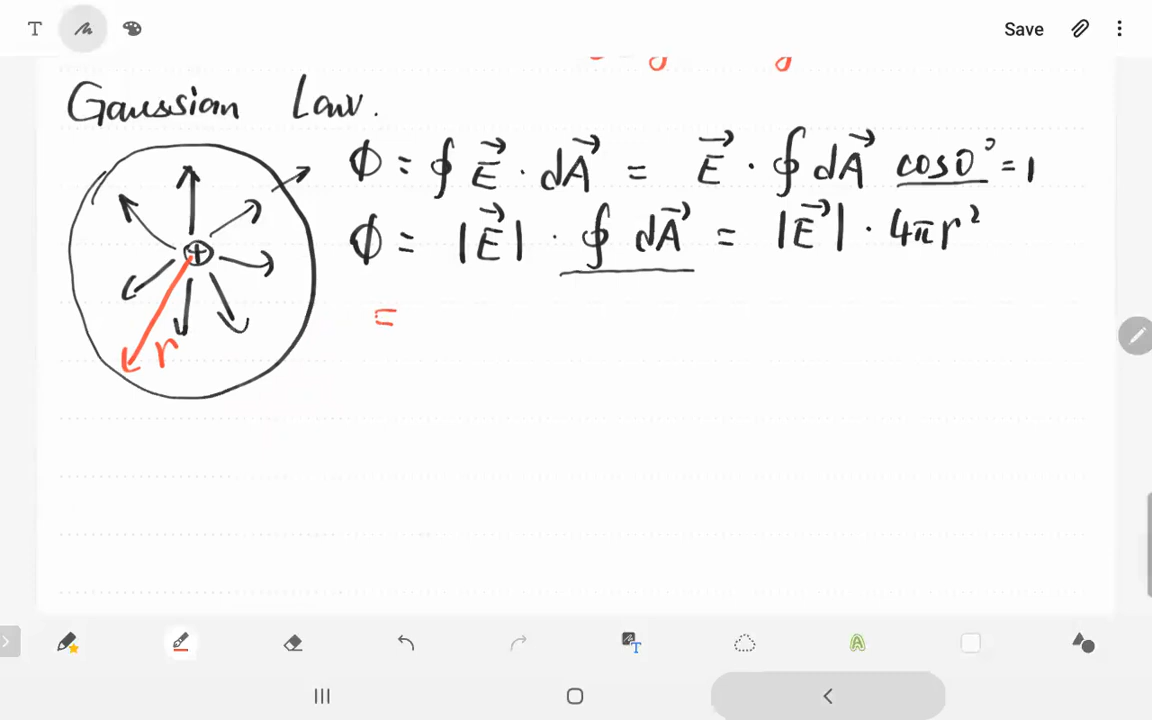 T Save
Gaussian Law.
Φ = ∮ E⃗ · dA⃗ = E⃗ · ∮ dA⃗ cos0° = 1
Φ = |E⃗| · ∮ dA⃗ = |E⃗| · 4πr²
+
r
=
T A